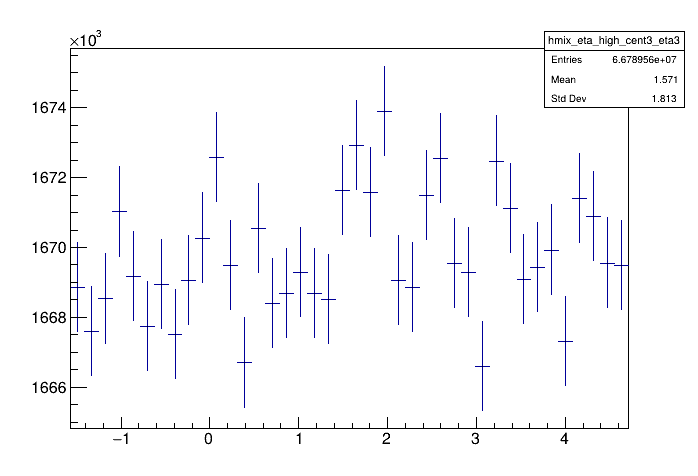 ×10³
hmix_eta_high_cent3_eta3
Entries 6.678956e+07
Mean 1.571
Std Dev 1.813
1674
1672
1670
1668
1666
−1 0 1 2 3 4